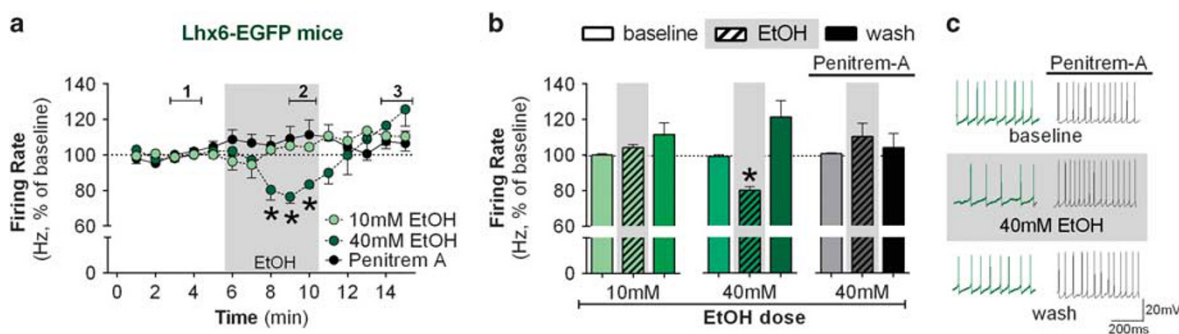 a
Lhx6-EGFP mice
Firing Rate
(Hz, % of baseline)
140
120
100
80
60
0
1
2
3
*
*
*
10mM EtOH
40mM EtOH
Penitrem A
EtOH
0 2 4 6 8 10 12 14
Time (min)
b
baseline EtOH wash
Penitrem-A
Firing Rate
(Hz, % of baseline)
140
120
100
80
60
0
*
10mM 40mM 40mM
EtOH dose
c
Penitrem-A
baseline
40mM EtOH
wash
20mV
200ms